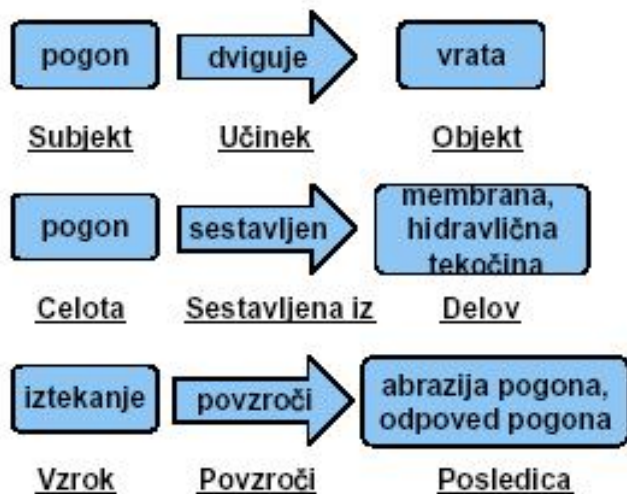 pogon dviguje vrata
Subjekt Učinek Objekt
pogon sestavljen membrana,
hidravlična
tekočina
Celota Sestavljena iz Delov
iztekanje povzroči abrazija pogona,
odpoved pogona
Vzrok Povzroči Posledica